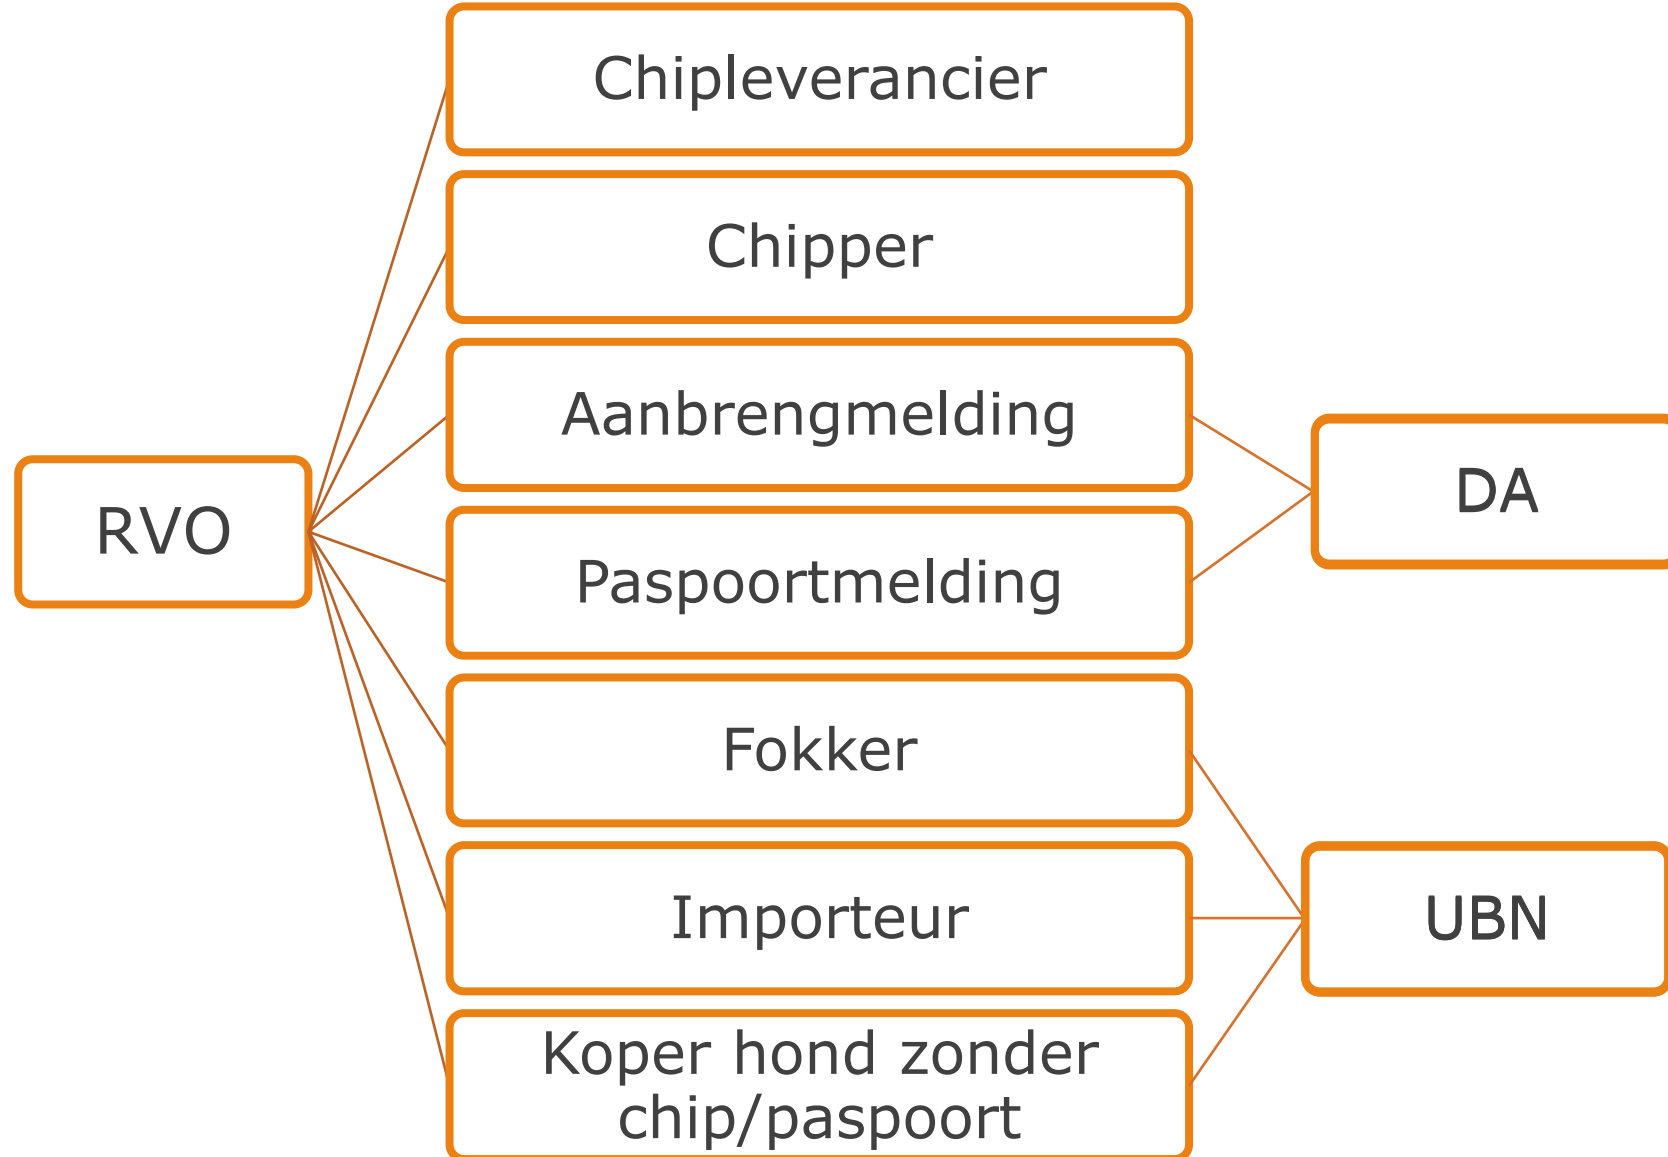 RVO
Chipleverancier
Chipper
Aanbrengmelding
Paspoortmelding
Fokker
Importeur
Koper hond zonder
chip/paspoort
DA
UBN